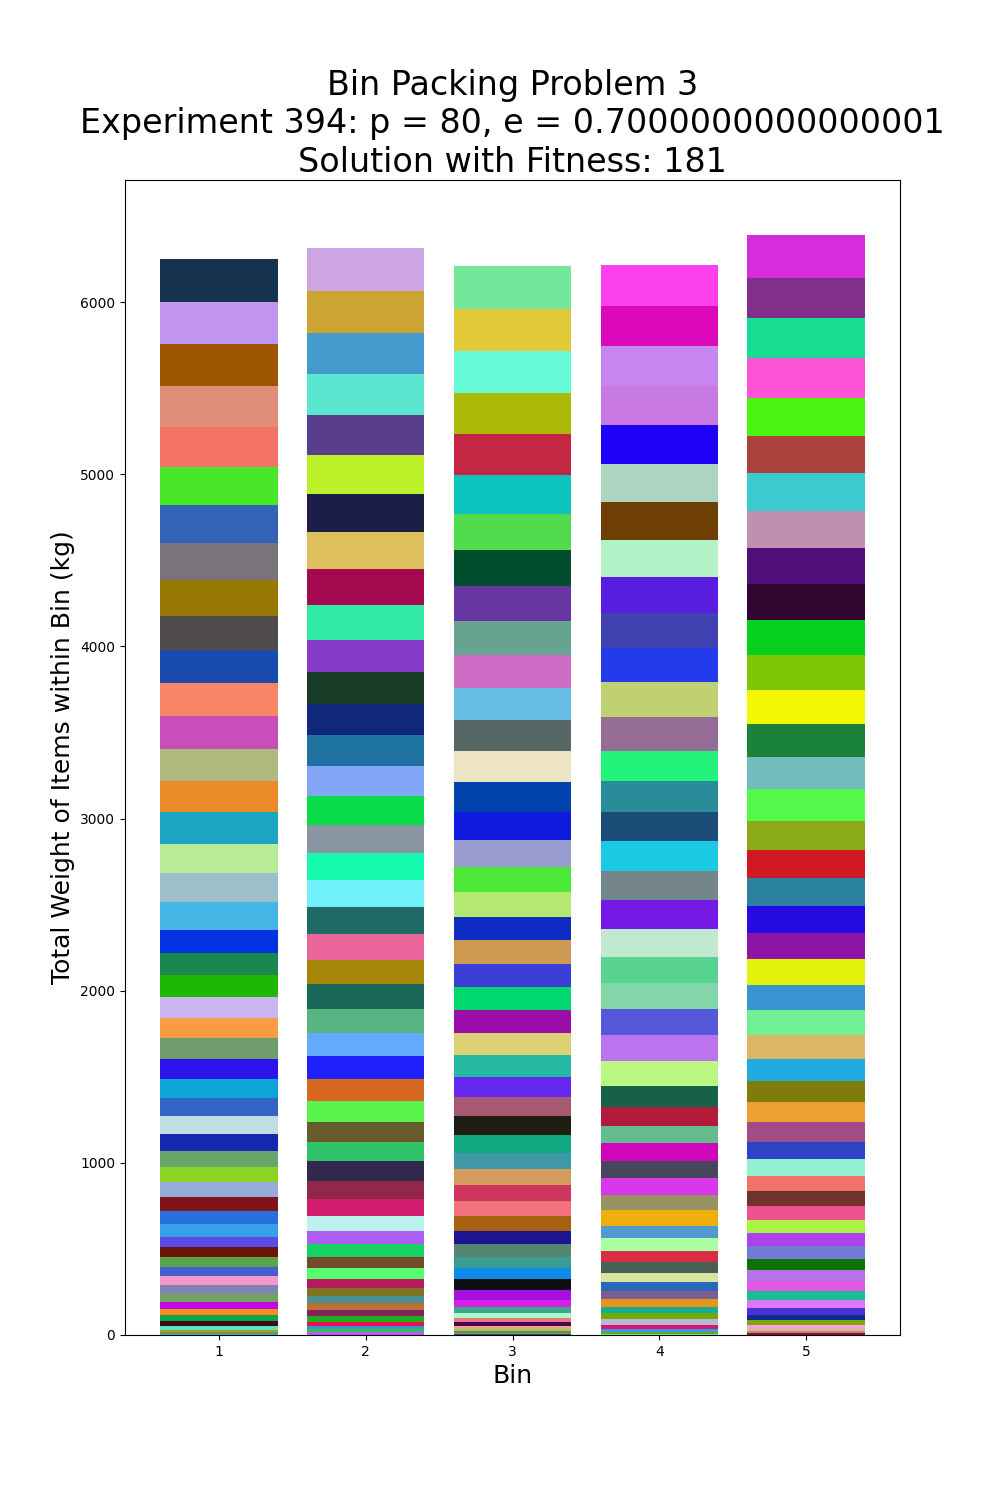 Bin Packing Problem 3
Experiment 394: p = 80, e = 0.7000000000000001
Solution with Fitness: 181
Total Weight of Items within Bin (kg)
6000
5000
4000
3000
2000
1000
0
1 2 3 4 5
Bin